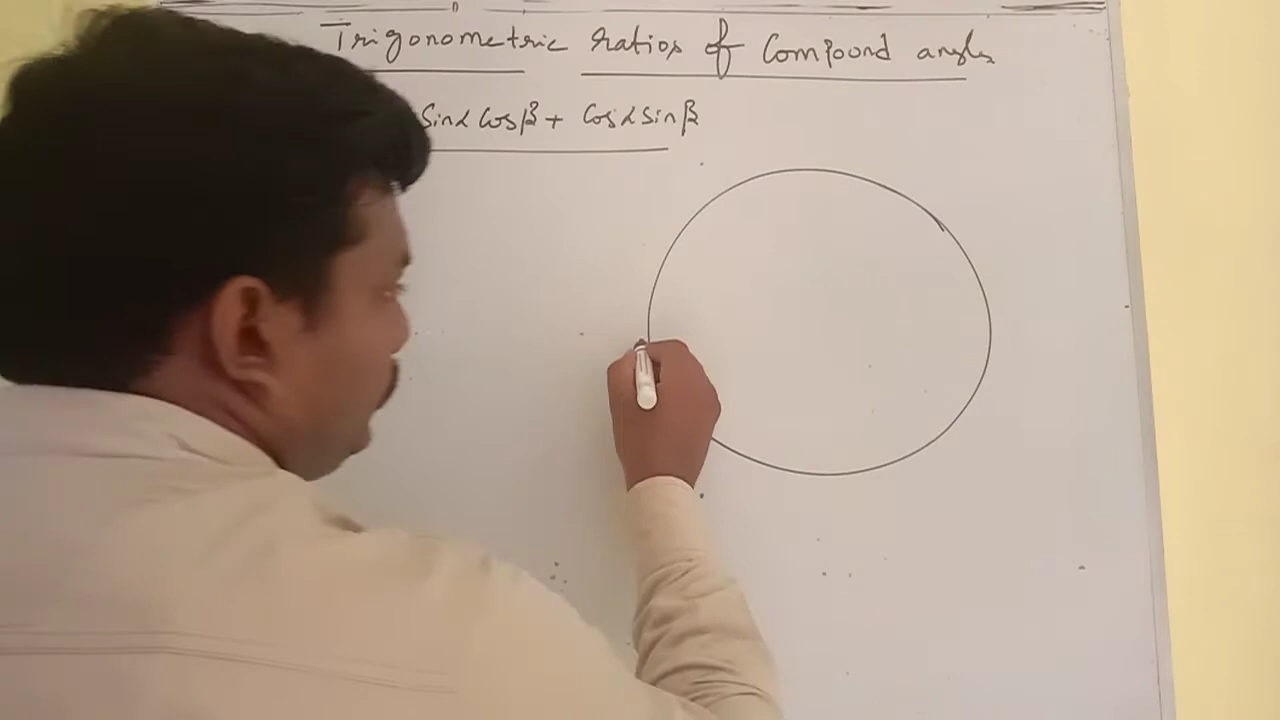 Trigonometric ratios of Compound angles
Sinα Cosβ + Cosα Sinβ